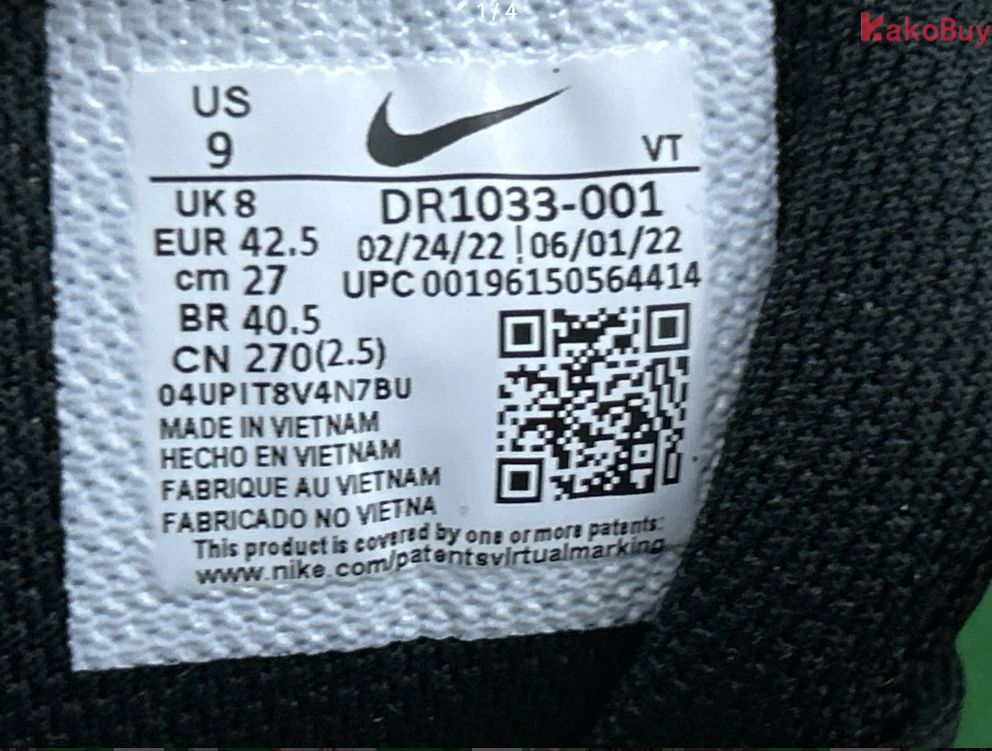 1 / 4
KakoBuy
US
9
VT
UK 8
DR1033-001
EUR 42.5
02/24/22 | 06/01/22
cm 27
UPC 00196150564414
BR 40.5
CN 270(2.5)
04UPIT8V4N7BU
MADE IN VIETNAM
HECHO EN VIETNAM
FABRIQUE AU VIETNAM
FABRICADO NO VIETNA
This product is covered by one or more patents:
www.nike.com/patentsvirtualmarking